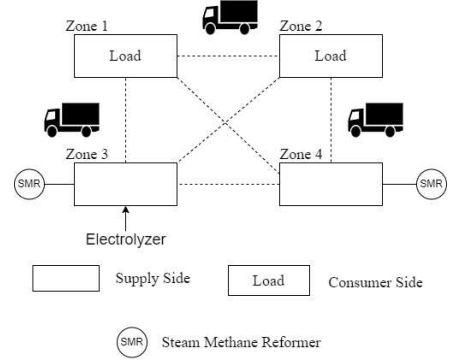 Zone 1
Zone 2
Load
Load
Zone 3
Zone 4
SMR
SMR
Electrolyzer
Supply Side
Load
Consumer Side
SMR
Steam Methane Reformer